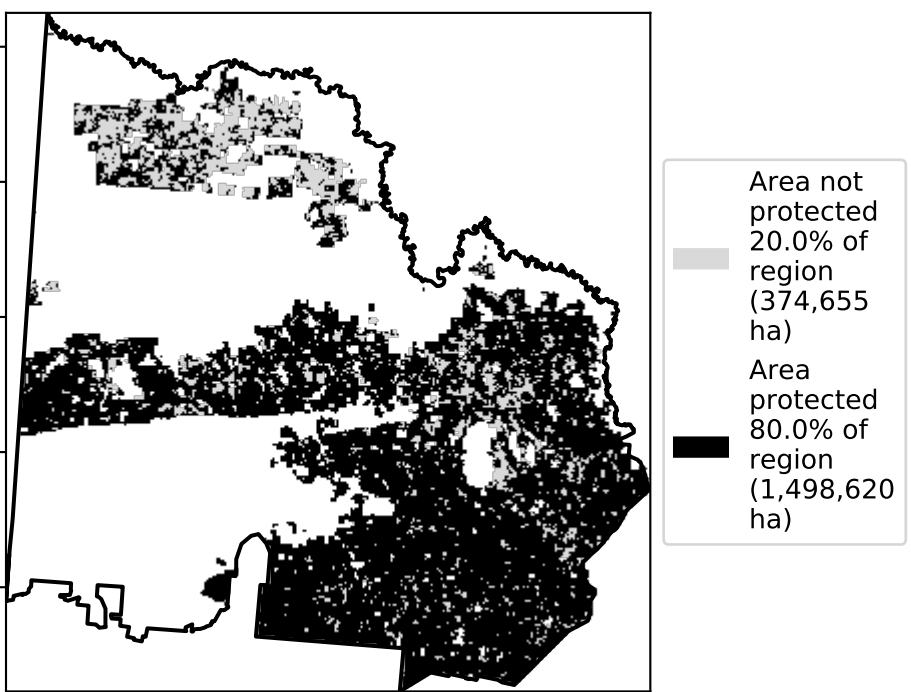 Area not
protected
20.0% of
region
(374,655
ha)
Area
protected
80.0% of
region
(1,498,620
ha)